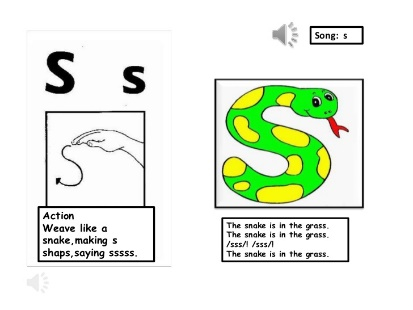 S s
Action
Weave like a
snake,making s
shaps,saying sssss.
Song: s
The snake is in the grass.
The snake is in the grass.
/sss/! /sss/!
The snake is in the grass.